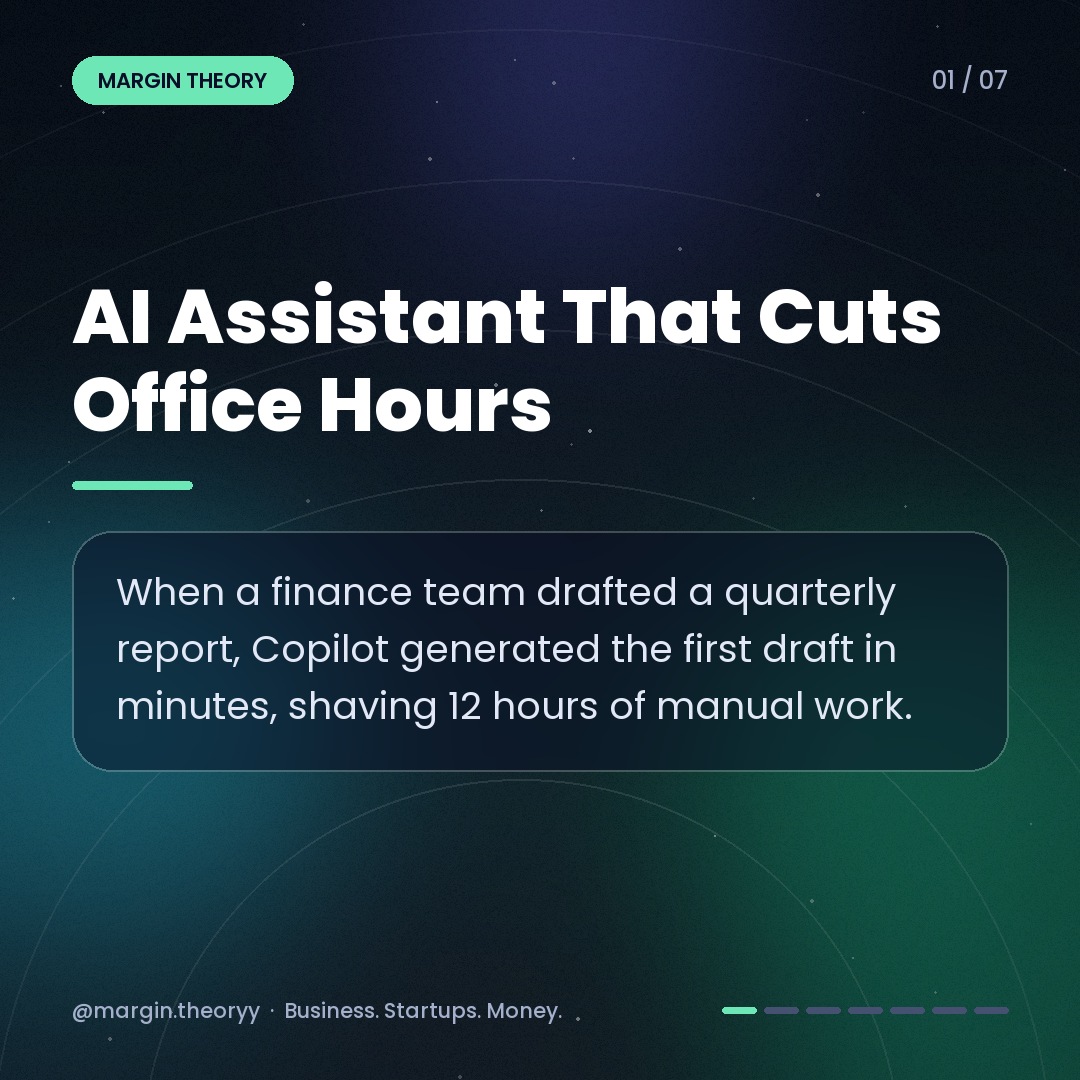 MARGIN THEORY
01 / 07
AI Assistant That Cuts
Office Hours
When a finance team drafted a quarterly
report, Copilot generated the first draft in
minutes, shaving 12 hours of manual work.
@margin.theoryy · Business. Startups. Money.